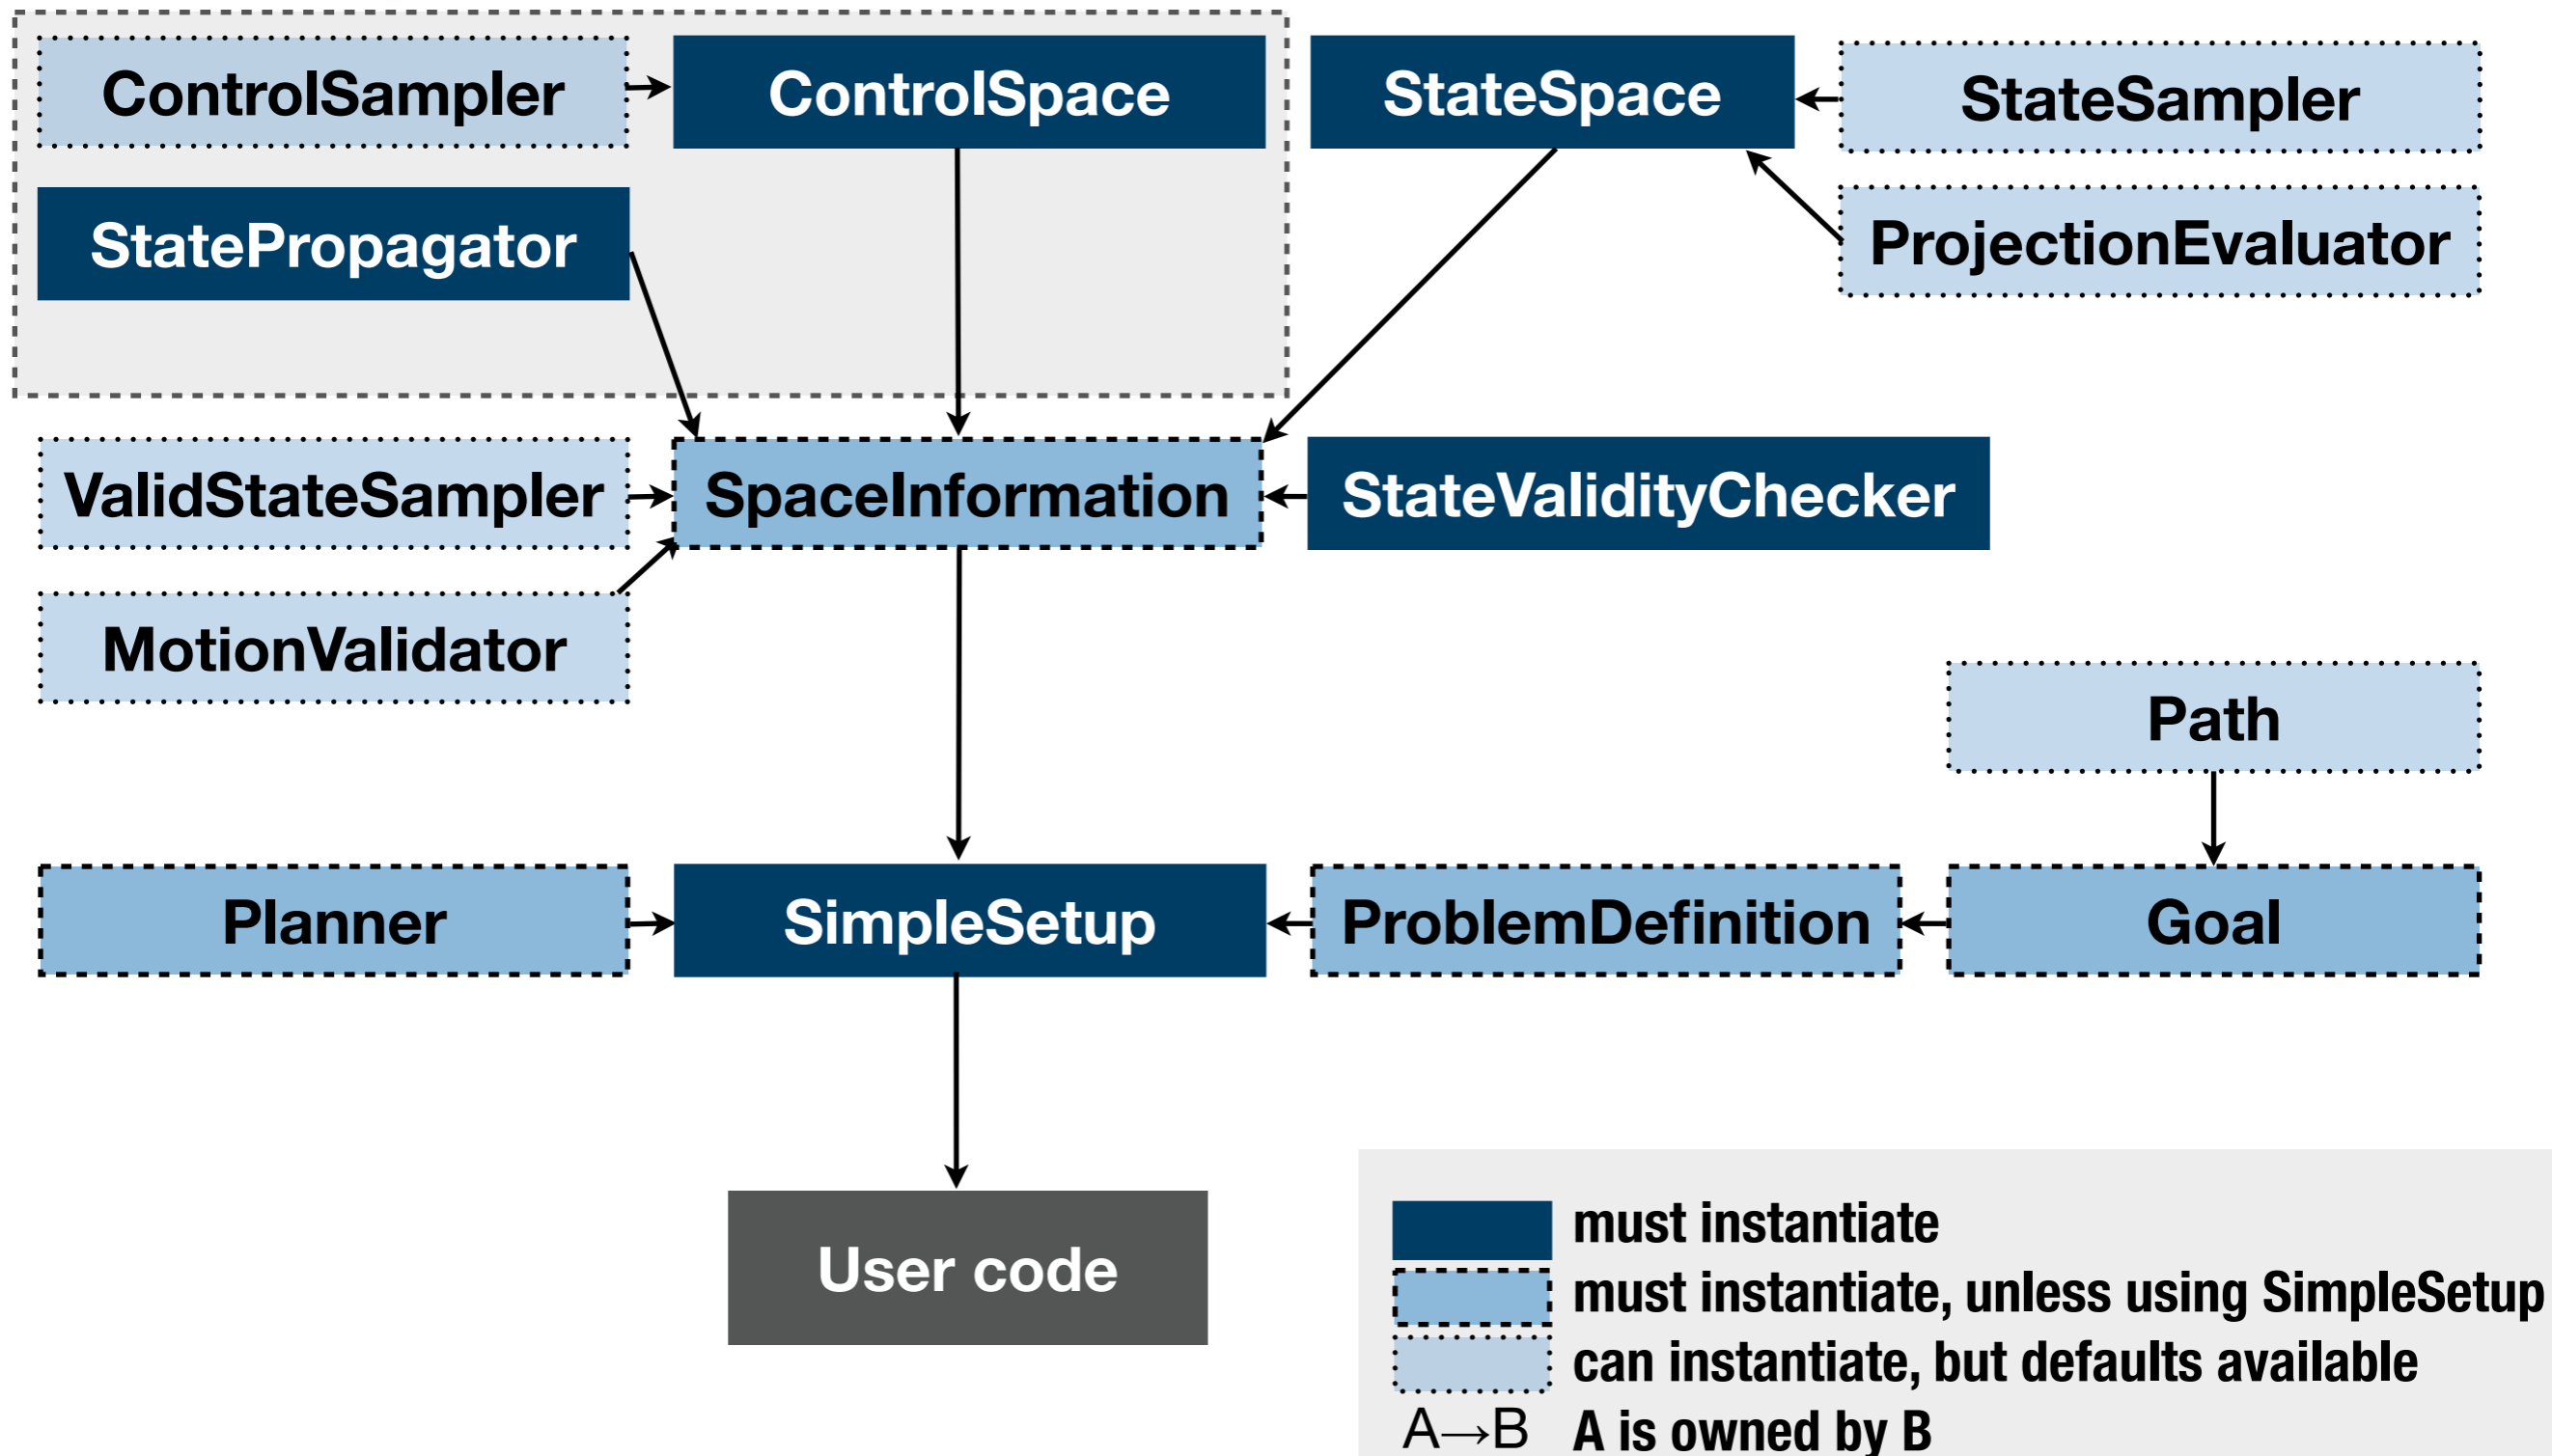 ControlSampler
ControlSpace
StateSpace
StateSampler
StatePropagator
ProjectionEvaluator
ValidStateSampler
SpaceInformation
StateValidityChecker
MotionValidator
Path
Planner
SimpleSetup
ProblemDefinition
Goal
User code
must instantiate
must instantiate, unless using SimpleSetup
can instantiate, but defaults available
A→B A is owned by B